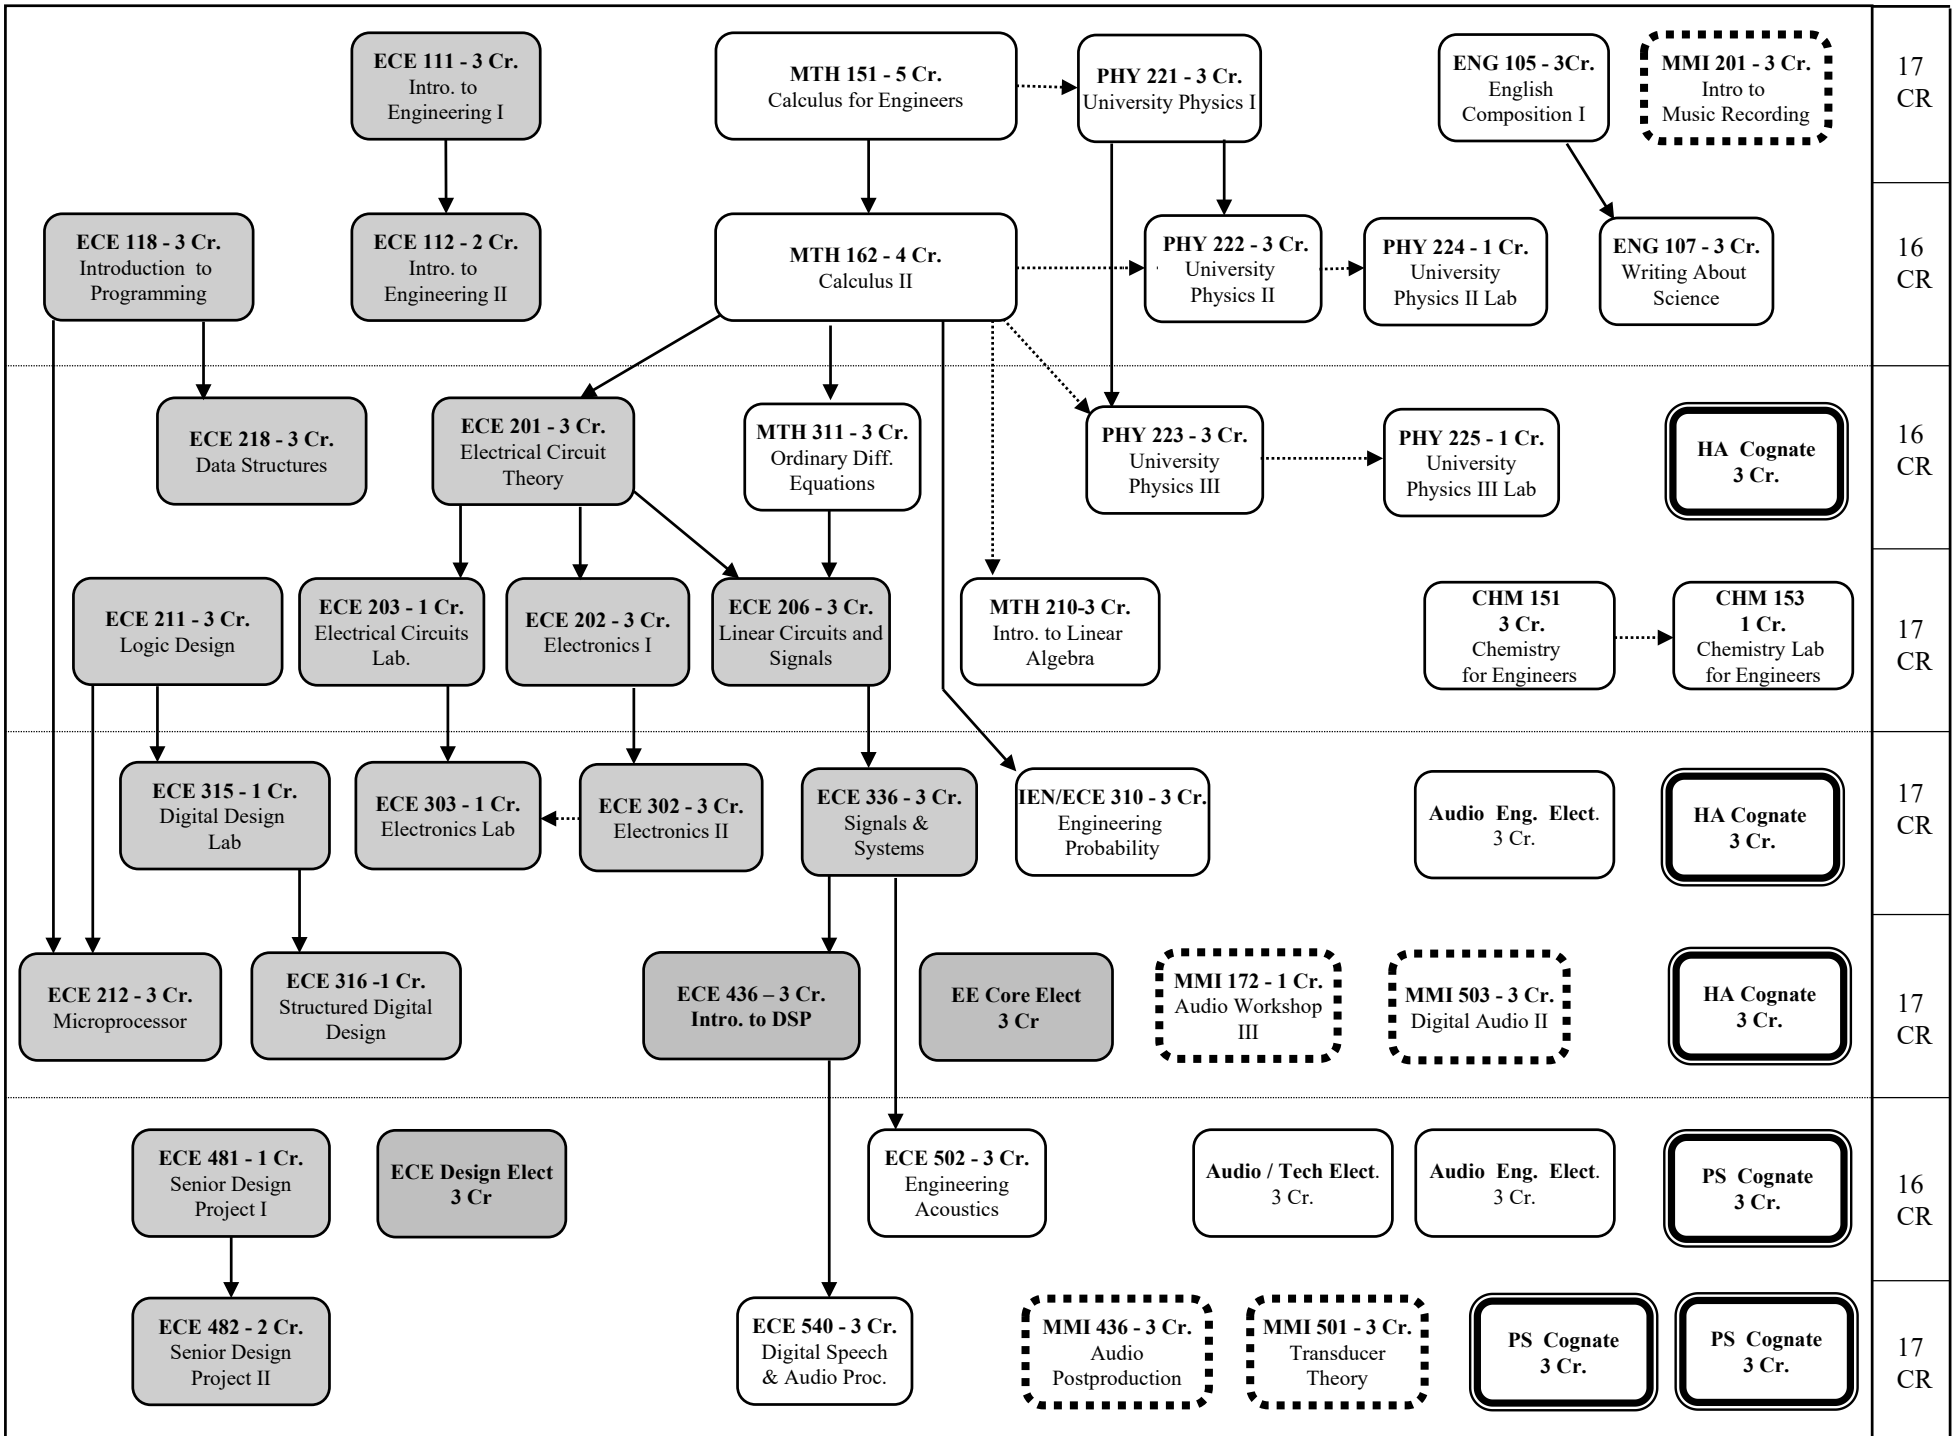 ECE 111 - 3 Cr.
Intro. to
Engineering I
MTH 151 - 5 Cr.
Calculus for Engineers
PHY 221 - 3 Cr.
University Physics I
ENG 105 - 3Cr.
English
Composition I
MMI 201 - 3 Cr.
Intro to
Music Recording
17
CR
ECE 118 - 3 Cr.
Introduction to
Programming
ECE 112 - 2 Cr.
Intro. to
Engineering II
MTH 162 - 4 Cr.
Calculus II
PHY 222 - 3 Cr.
University
Physics II
PHY 224 - 1 Cr.
University
Physics II Lab
ENG 107 - 3 Cr.
Writing About
Science
16
CR
ECE 218 - 3 Cr.
Data Structures
ECE 201 - 3 Cr.
Electrical Circuit
Theory
MTH 311 - 3 Cr.
Ordinary Diff.
Equations
PHY 223 - 3 Cr.
University
Physics III
PHY 225 - 1 Cr.
University
Physics III Lab
HA Cognate
3 Cr.
16
CR
ECE 211 - 3 Cr.
Logic Design
ECE 203 - 1 Cr.
Electrical Circuits
Lab.
ECE 202 - 3 Cr.
Electronics I
ECE 206 - 3 Cr.
Linear Circuits and
Signals
MTH 210-3 Cr.
Intro. to Linear
Algebra
CHM 151
3 Cr.
Chemistry
for Engineers
CHM 153
1 Cr.
Chemistry Lab
for Engineers
17
CR
ECE 315 - 1 Cr.
Digital Design
Lab
ECE 303 - 1 Cr.
Electronics Lab
ECE 302 - 3 Cr.
Electronics II
ECE 336 - 3 Cr.
Signals &
Systems
IEN/ECE 310 - 3 Cr.
Engineering
Probability
Audio Eng. Elect.
3 Cr.
HA Cognate
3 Cr.
17
CR
ECE 212 - 3 Cr.
Microprocessor
ECE 316 -1 Cr.
Structured Digital
Design
ECE 436 – 3 Cr.
Intro. to DSP
EE Core Elect
3 Cr
MMI 172 - 1 Cr.
Audio Workshop
III
MMI 503 - 3 Cr.
Digital Audio II
HA Cognate
3 Cr.
17
CR
ECE 481 - 1 Cr.
Senior Design
Project I
ECE Design Elect
3 Cr
ECE 502 - 3 Cr.
Engineering
Acoustics
Audio / Tech Elect.
3 Cr.
Audio Eng. Elect.
3 Cr.
PS Cognate
3 Cr.
16
CR
ECE 482 - 2 Cr.
Senior Design
Project II
ECE 540 - 3 Cr.
Digital Speech
& Audio Proc.
MMI 436 - 3 Cr.
Audio
Postproduction
MMI 501 - 3 Cr.
Transducer
Theory
PS Cognate
3 Cr.
PS Cognate
3 Cr.
17
CR